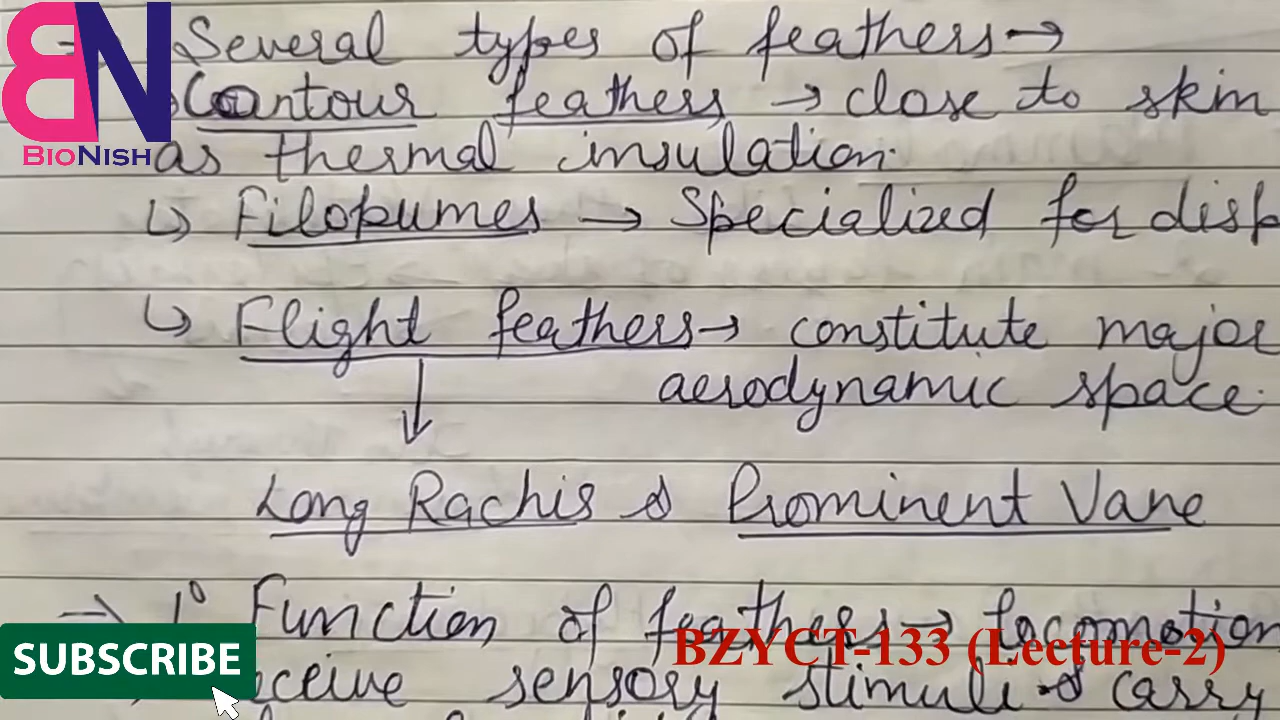 BN
BIONISH
→ Several types of feathers→
Contour feathers → close to skin
as thermal insulation.
↳ Filopumes → Specialized for disp
↳ Flight feathers→ constitute major
aerodynamic space.
↓
Long Rachis & Prominent Vane
→ 1° Function of feathers→ locomotion
BZYCT-133 (Lecture-2)
SUBSCRIBE
eceive sensory stimuli & carry